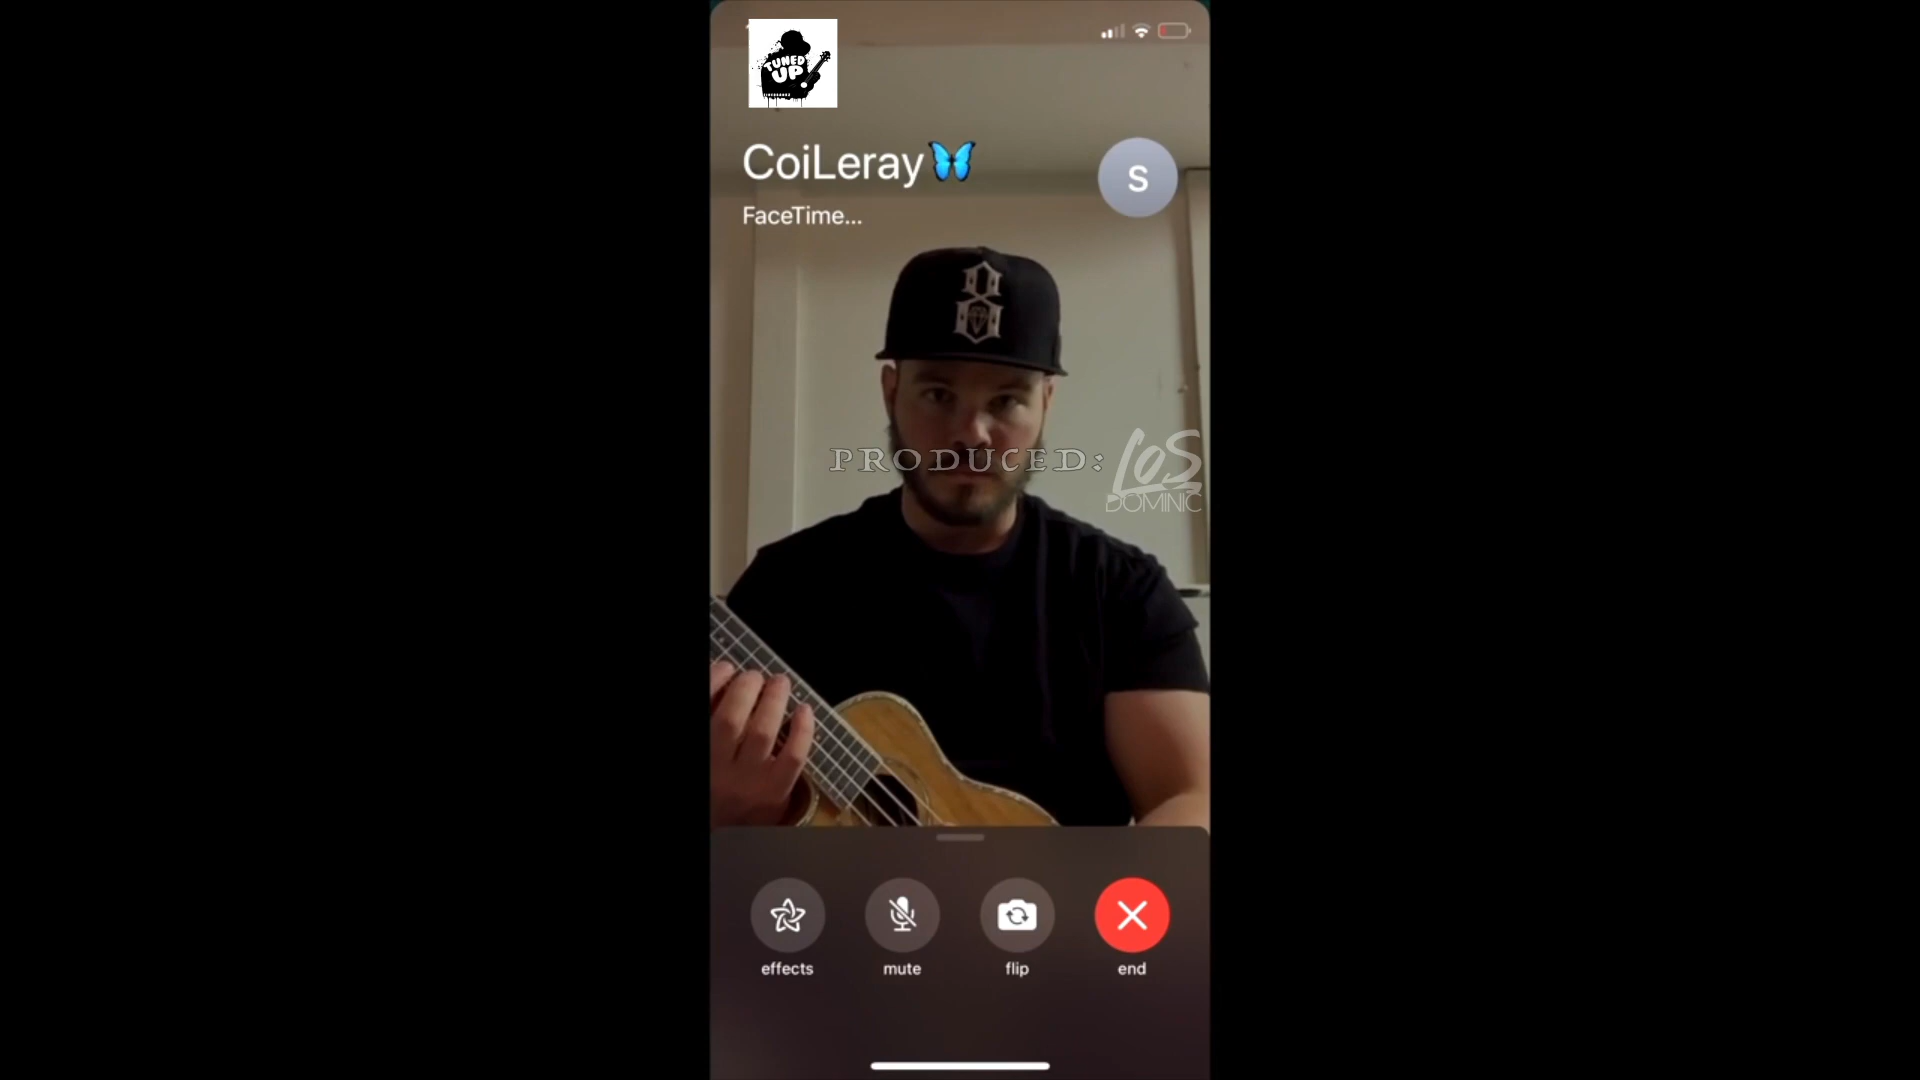 TUNED
UP
CoiLeray🦋
S
FaceTime...
PRODUCED: LOS
DOMINIC
effects
mute
flip
end